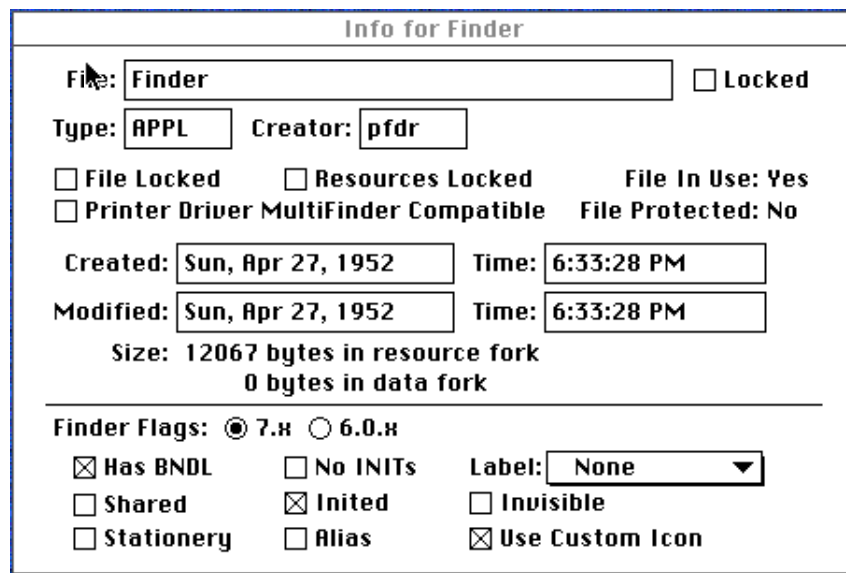 Info for Finder
File: Finder Locked
Type: APPL Creator: pfdr
File Locked Resources Locked File In Use: Yes
Printer Driver MultiFinder Compatible File Protected: No
Created: Sun, Apr 27, 1952 Time: 6:33:28 PM
Modified: Sun, Apr 27, 1952 Time: 6:33:28 PM
Size: 12067 bytes in resource fork
0 bytes in data fork
Finder Flags: 7.x 6.0.x
Has BNDL No INITs Label: None
Shared Inited Invisible
Stationery Alias Use Custom Icon